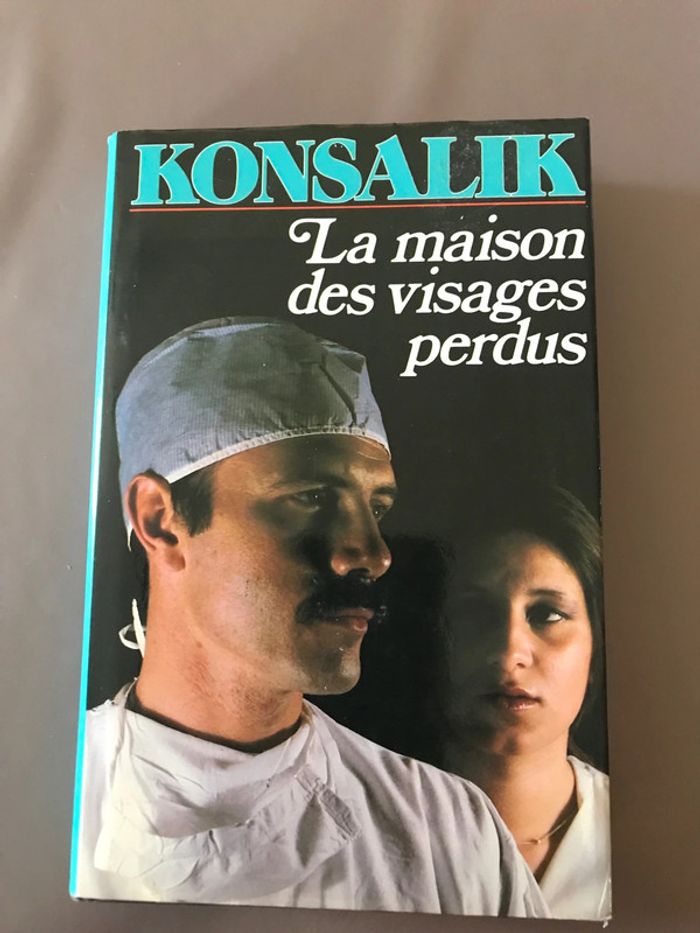 KONSALIK
La maison
des visages
perdus